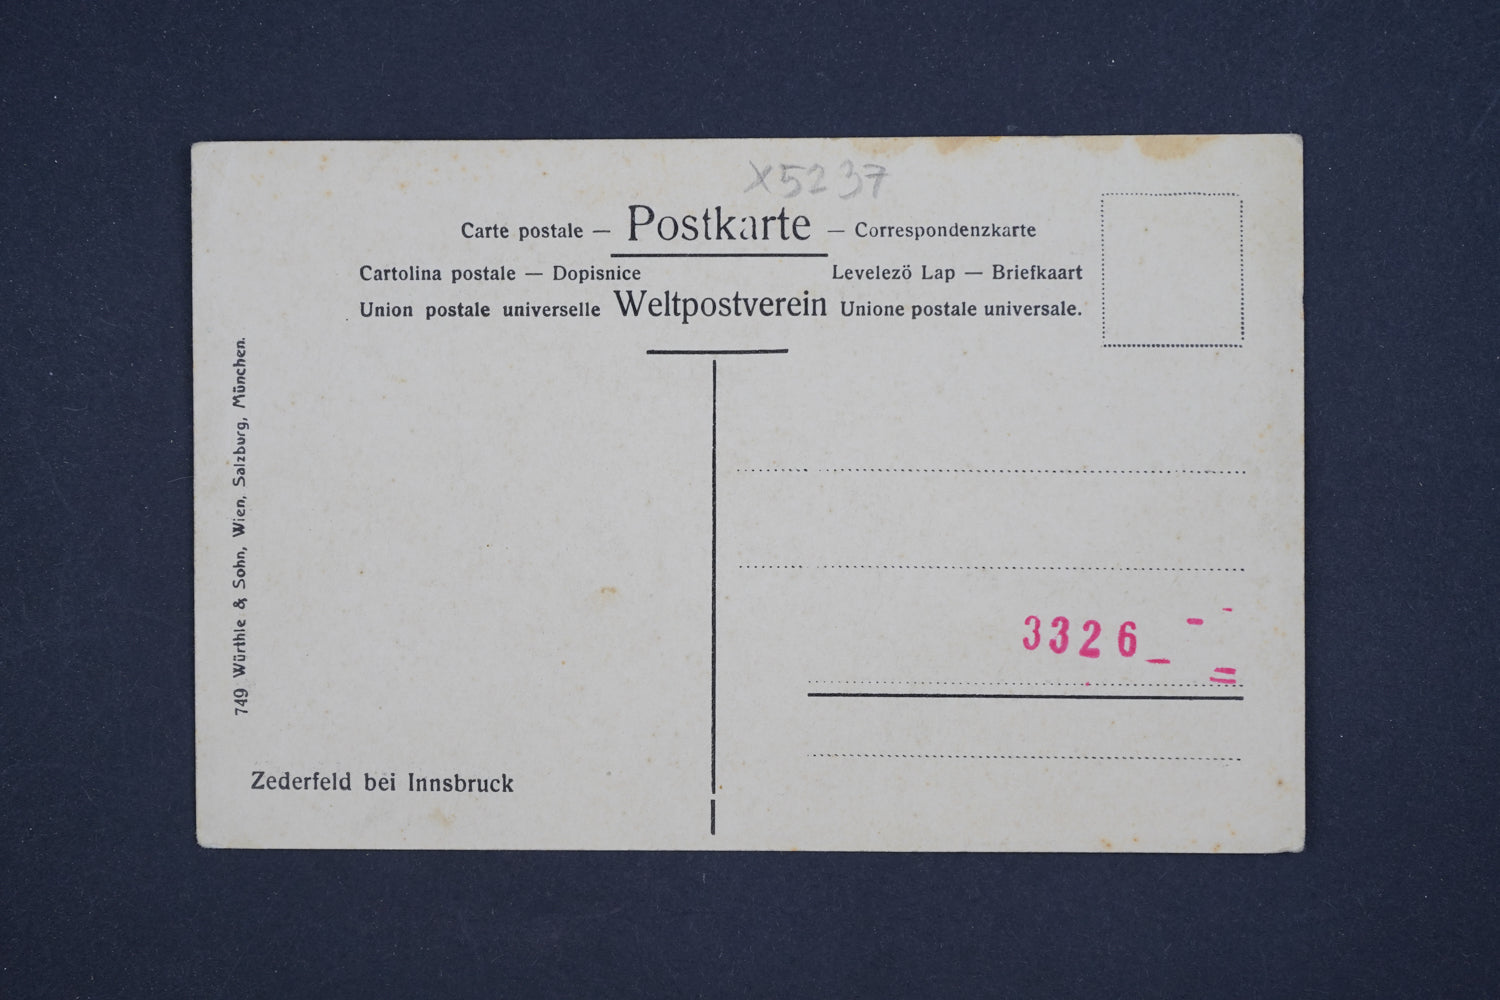 X5237
Carte postale — Postkarte — Correspondenzkarte
Cartolina postale — Dopisnice Levelezö Lap — Briefkaart
Union postale universelle Weltpostverein Unione postale universale.
749 Würthle & Sohn, Wien, Salzburg, München.
3326
Zederfeld bei Innsbruck